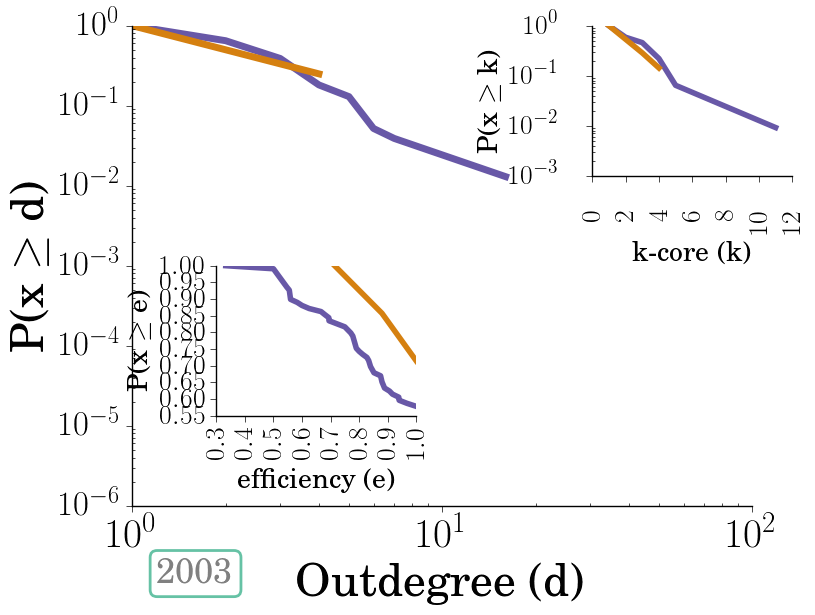 P(x ≥ d)
10^0
10^-1
10^-2
10^-3
10^-4
10^-5
10^-6
10^0 10^1 10^2
Outdegree (d)
2003
P(x ≥ k)
10^0
10^-1
10^-2
10^-3
0 2 4 6 8 10 12
k-core (k)
P(x ≥ e)
1.00
0.95
0.90
0.85
0.80
0.75
0.70
0.65
0.60
0.55
0.3 0.4 0.5 0.6 0.7 0.8 0.9 1.0
efficiency (e)